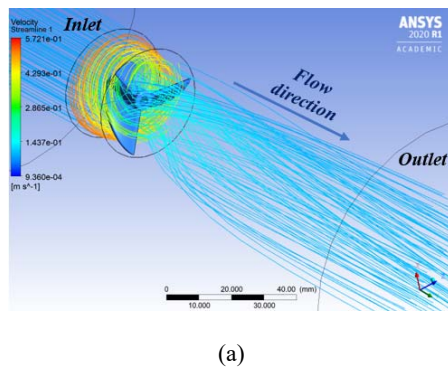 Velocity
Streamline 1
5.721e-01
4.293e-01
2.865e-01
1.437e-01
9.360e-04
[m s^-1]
Inlet
ANSYS
2020 R1
ACADEMIC
Flow
direction
Outlet
0 20.000 40.00 (mm)
10.000 30.000
(a)